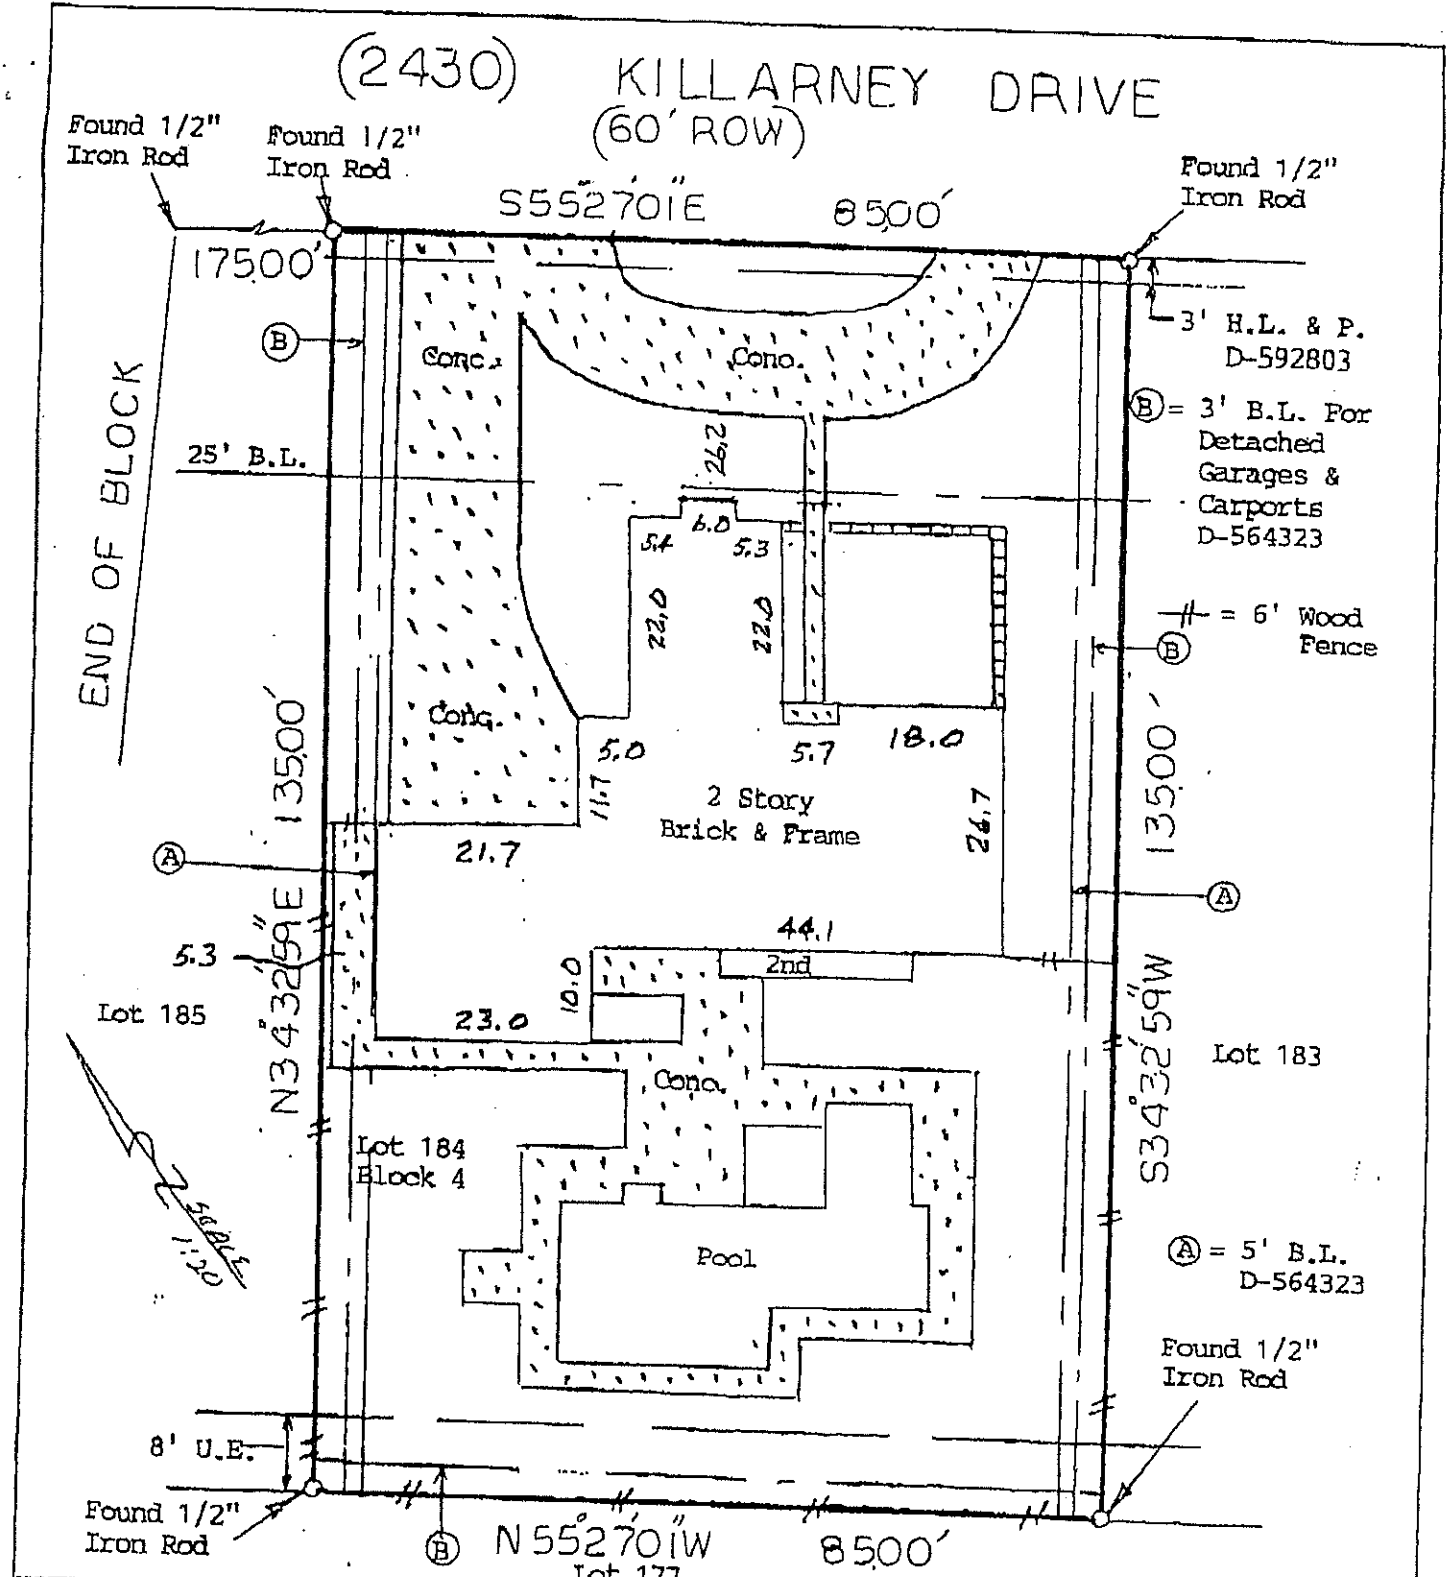 (2430) KILLARNEY DRIVE
(60' ROW)
Found 1/2"
Iron Rod
Found 1/2"
Iron Rod
Found 1/2"
Iron Rod
S55°27'01"E 85.00'
175.00'
3' H.L. & P.
D-592803
B
Conc.
Conc.
B = 3' B.L. For
Detached
Garages &
Carports
D-564323
END OF BLOCK
25' B.L.
26.2
5.4
6.0
5.3
22.0
22.0
# = 6' Wood
Fence
B
Conc.
5.0
5.7
18.0
11.7
2 Story
Brick & Frame
26.7
135.00'
135.00'
21.7
A
A
N34°32'59"E
S34°32'59"W
5.3
44.1
2nd
10.0
23.0
Lot 185
Lot 183
Conc.
Lot 184
Block 4
SCALE
1:20
Pool
A = 5' B.L.
D-564323
Found 1/2"
Iron Rod
8' U.E.
Found 1/2"
Iron Rod
B
N55°27'01"W 85.00'
Lot 177